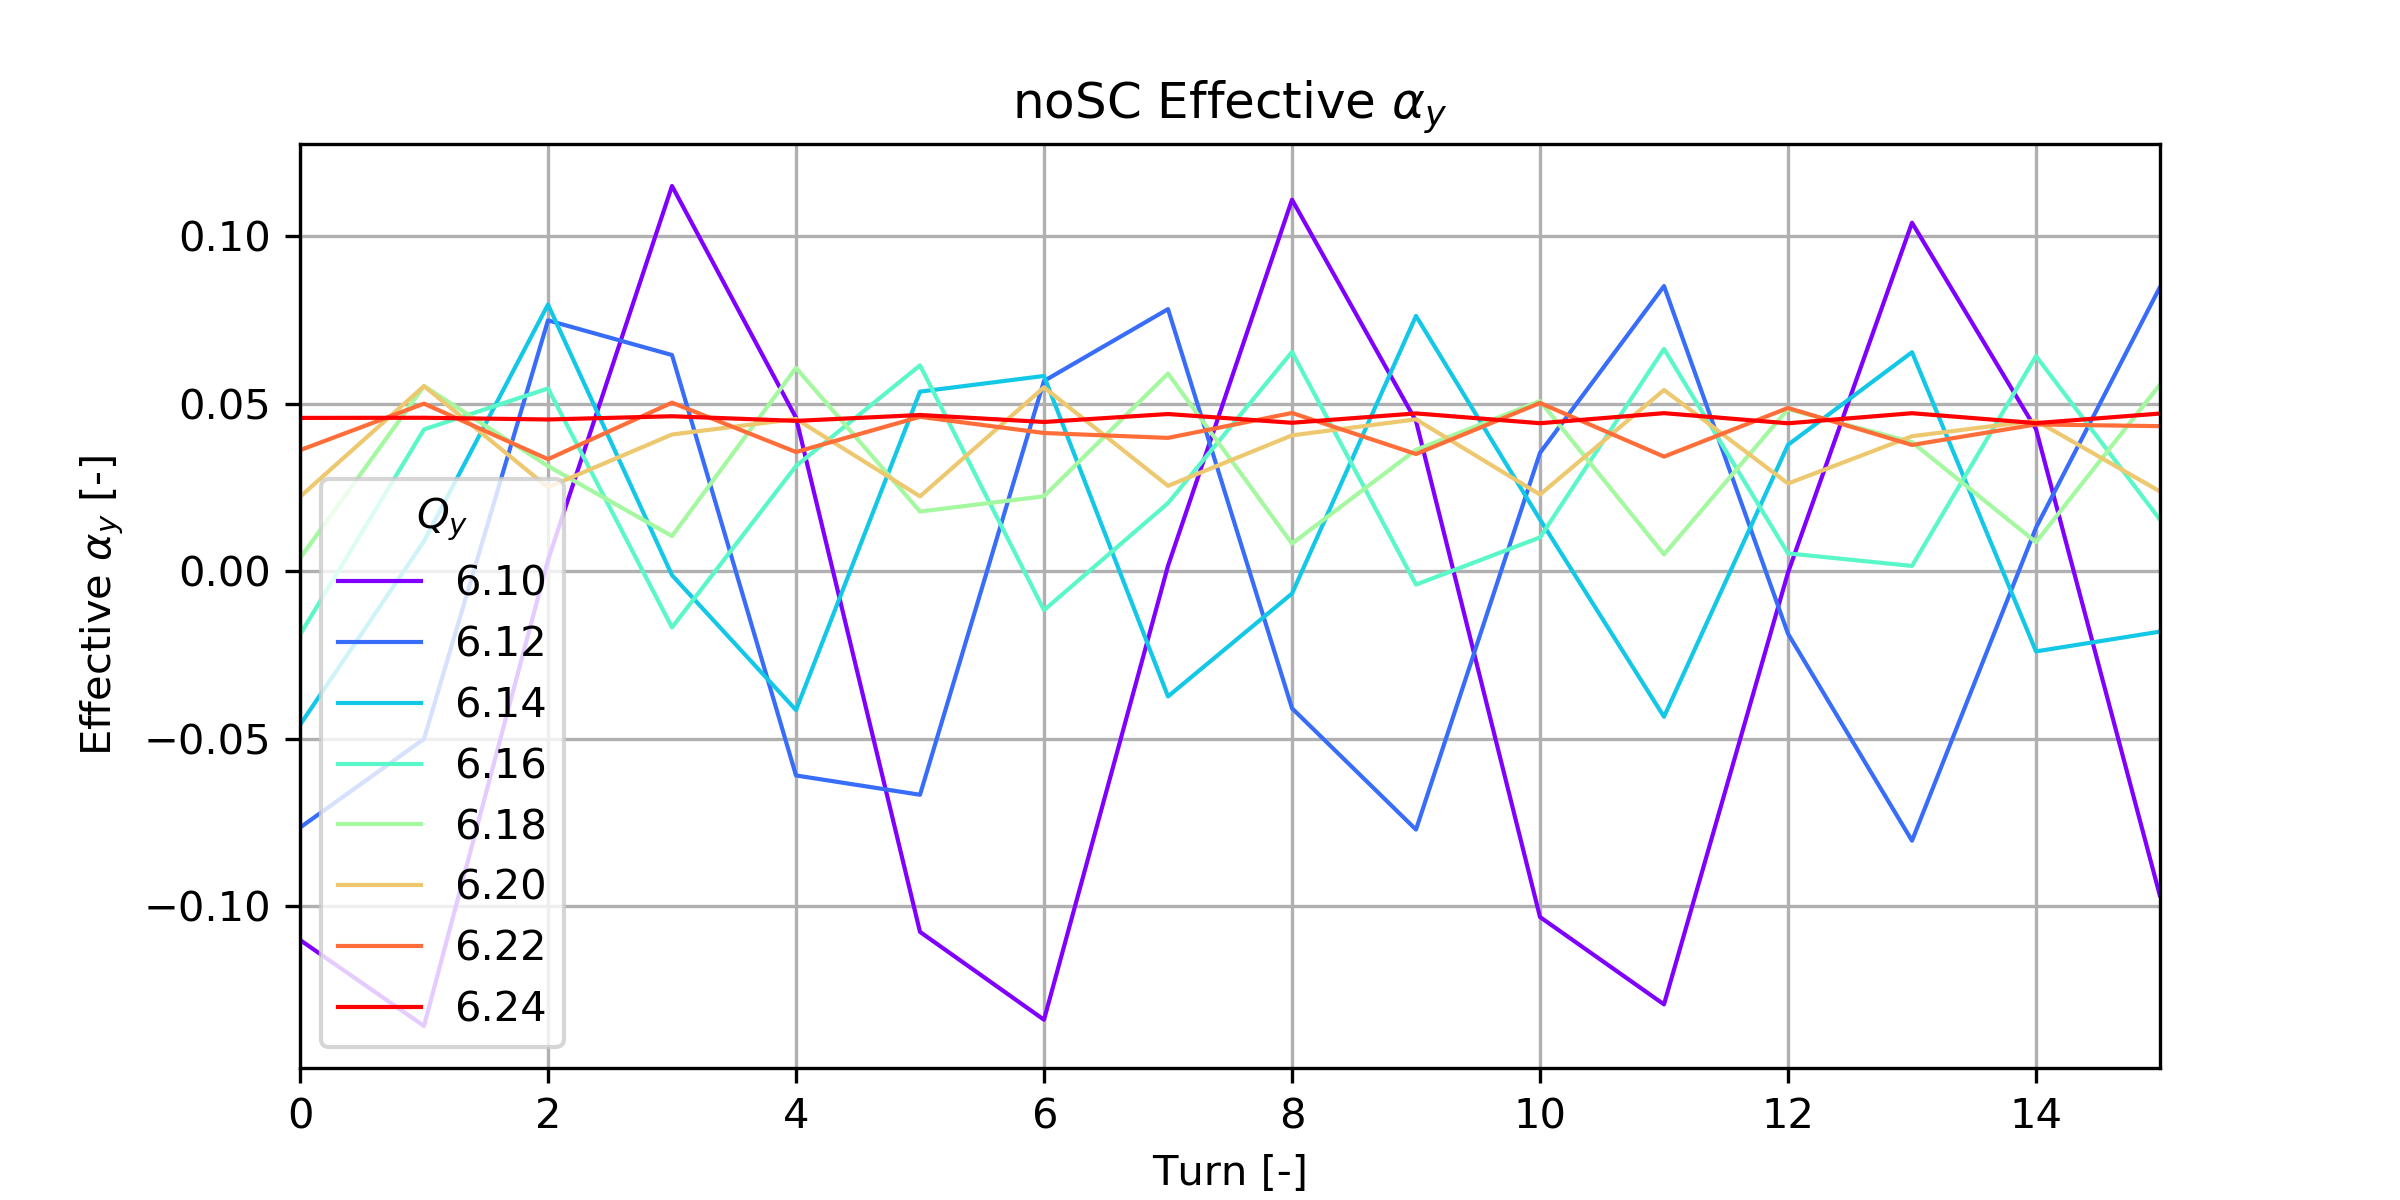 noSC Effective αy
0.10
0.05
0.00
−0.05
−0.10
Effective αy [-]
Qy
6.10
6.12
6.14
6.16
6.18
6.20
6.22
6.24
0 2 4 6 8 10 12 14
Turn [-]